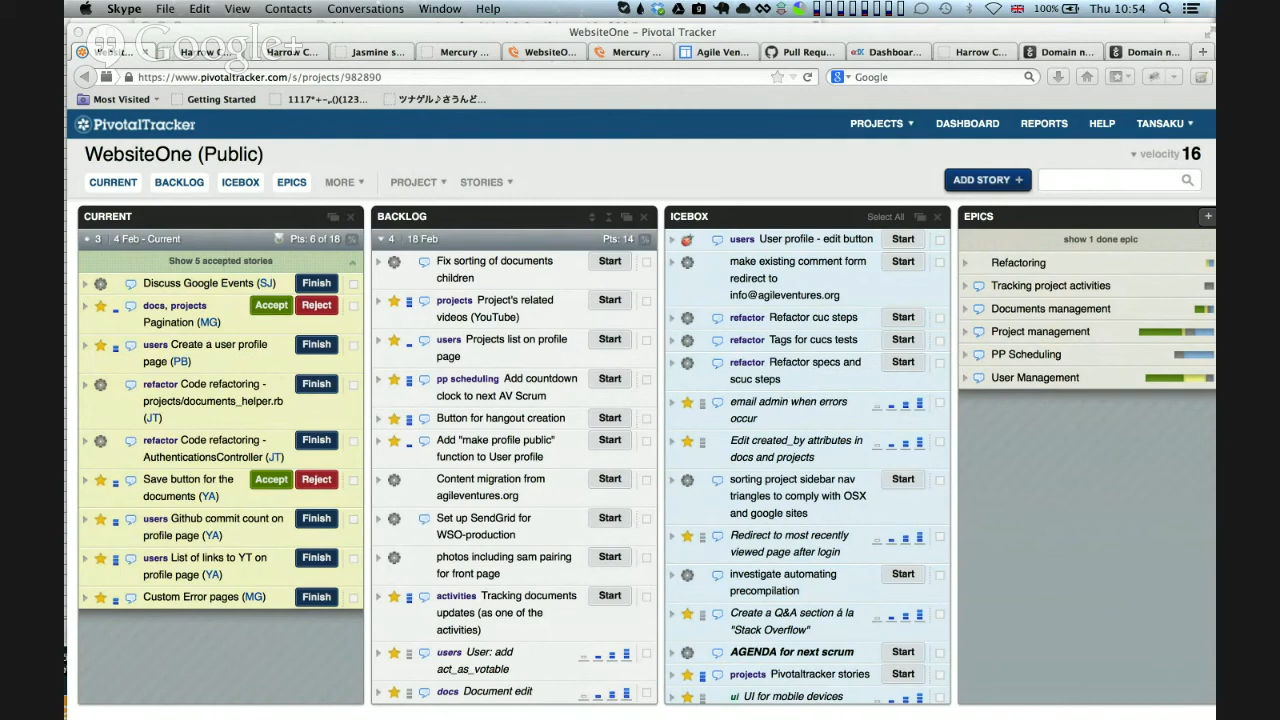 Skype File Edit View Contacts Conversations Window Help 100% Thu 10:54
WebsiteOne - Pivotal Tracker
Google+
Websit... Harrow C... Harrow C... Jasmine s... Mercury ... WebsiteO... Mercury ... Agile Ven... Pull Requ... Dashboar... Harrow C... Domain n... Domain n...
https://www.pivotaltracker.com/s/projects/982890 Google
Most Visited Getting Started 1117*+-,()(123... ツナゲル♪さうんど...
PivotalTracker PROJECTS DASHBOARD REPORTS HELP TANSAKU
WebsiteOne (Public) velocity 16
CURRENT BACKLOG ICEBOX EPICS MORE PROJECT STORIES ADD STORY +
CURRENT
3 4 Feb - Current Pts: 6 of 18 %
Show 5 accepted stories
Discuss Google Events (SJ) Finish
docs, projects Accept Reject
Pagination (MG)
users Create a user profile Finish
page (PB)
refactor Code refactoring - Finish
projects/documents_helper.rb
(JT)
refactor Code refactoring - Finish
AuthenticationsController (JT)
Save button for the Accept Reject
documents (YA)
users Github commit count on Finish
profile page (YA)
users List of links to YT on Finish
profile page (YA)
Custom Error pages (MG) Finish
BACKLOG
4 18 Feb Pts: 14 %
Fix sorting of documents Start
children
projects Project's related Start
videos (YouTube)
users Projects list on profile Start
page
pp scheduling Add countdown Start
clock to next AV Scrum
Button for hangout creation Start
Add "make profile public" Start
function to User profile
Content migration from Start
agileventures.org
Set up SendGrid for Start
WSO-production
photos including sam pairing Start
for front page
activities Tracking documents Start
updates (as one of the
activities)
users User: add
act_as_votable
docs Document edit
ICEBOX Select All
users User profile - edit button Start
make existing comment form Start
redirect to
info@agileventures.org
refactor Refactor cuc steps Start
refactor Tags for cucs tests Start
refactor Refactor specs and Start
scuc steps
email admin when errors
occur
Edit created_by attributes in
docs and projects
sorting project sidebar nav Start
triangles to comply with OSX
and google sites
Redirect to most recently
viewed page after login
investigate automating Start
precompilation
Create a Q&A section á la
"Stack Overflow"
AGENDA for next scrum Start
projects Pivotaltracker stories Start
ui UI for mobile devices
EPICS +
show 1 done epic
Refactoring
Tracking project activities
Documents management
Project management
PP Scheduling
User Management